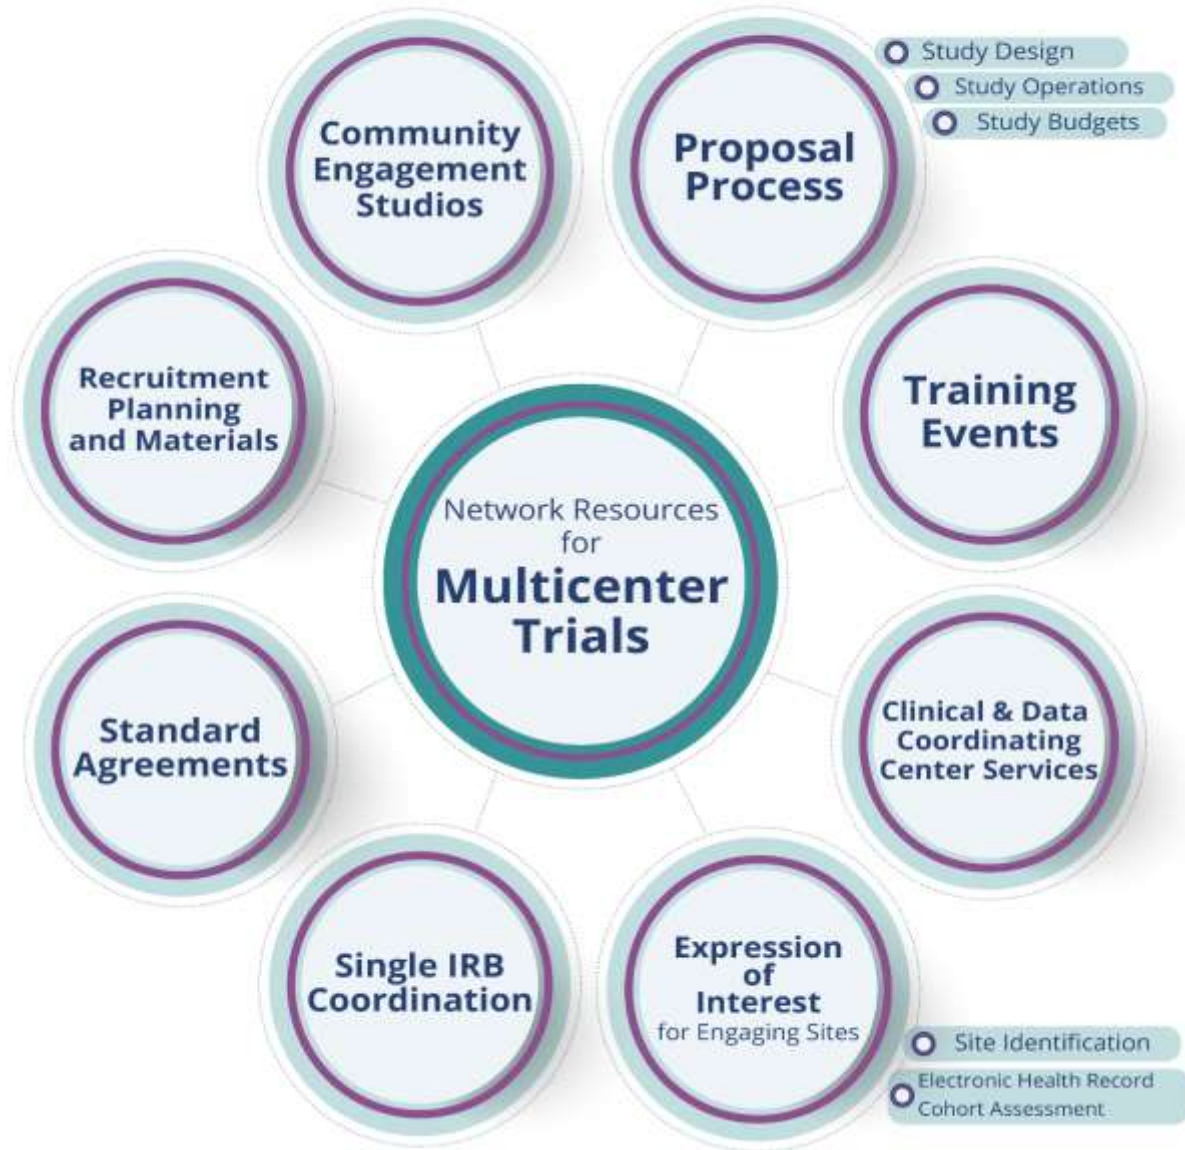 Community
Engagement
Studios
Proposal
Process
Study Design
Study Operations
Study Budgets
Recruitment
Planning
and Materials
Training
Events
Network Resources
for
Multicenter
Trials
Standard
Agreements
Clinical & Data
Coordinating
Center Services
Single IRB
Coordination
Expression
of
Interest
for Engaging Sites
Site Identification
Electronic Health Record
Cohort Assessment